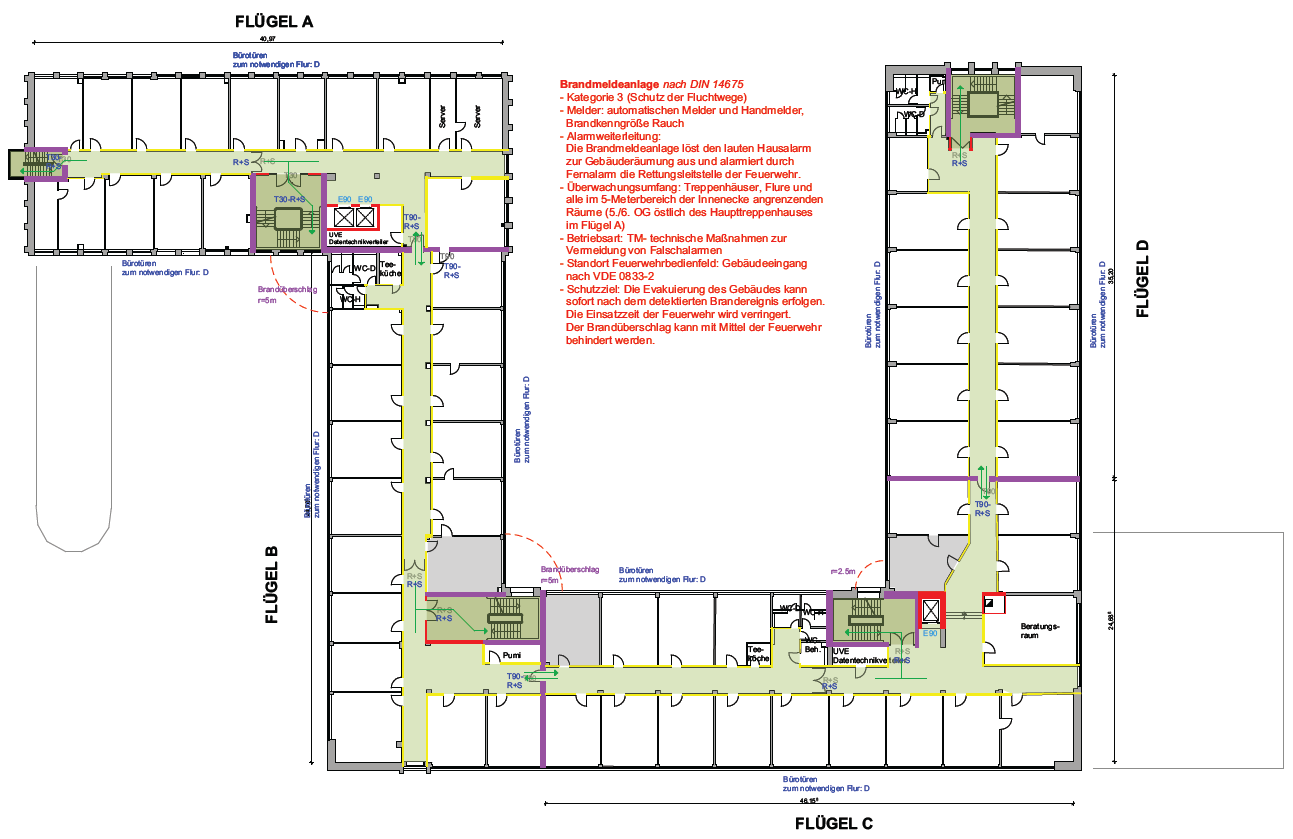 FLÜGEL A
40,97
Bürotüren
zum notwendigen Flur: D
Server
Server
R+S
R+S
T30
T30-R+S
E90 E90
T90-
R+S
UVE
Datentechnikverteiler
T90-
R+S
Bürotüren
zum notwendigen Flur: D
Brandüberschlag
r=5m
WC-D
Tee-
küche
WC-H
Brandmeldeanlage nach DIN 14675
- Kategorie 3 (Schutz der Fluchtwege)
- Melder: automatischen Melder und Handmelder,
Brandkenngröße Rauch
- Alarmweiterleitung:
Die Brandmeldeanlage löst den lauten Hausalarm
zur Gebäuderäumung aus und alarmiert durch
Fernalarm die Rettungsleitstelle der Feuerwehr.
- Überwachungsumfang: Treppenhäuser, Flure und
alle im 5-Meterbereich der Innenecke angrenzenden
Räume (5./6. OG östlich des Haupttreppenhauses
im Flügel A)
- Betriebsart: TM- technische Maßnahmen zur
Vermeidung von Falschalarmen
- Standort Feuerwehrbedienfeld: Gebäudeeingang
nach VDE 0833-2
- Schutzziel: Die Evakuierung des Gebäudes kann
sofort nach dem detektierten Brandereignis erfolgen.
Die Einsatzzeit der Feuerwehr wird verringert.
Der Brandüberschlag kann mit Mittel der Feuerwehr
behindert werden.
WC-H
WC-D
R+S
R+S
Bürotüren
zum notwendigen Flur: D
Bürotüren
zum notwendigen Flur: D
35,20
FLÜGEL D
T90-
R+S
Bürotüren
zum notwendigen Flur: D
Bürotüren
zum notwendigen Flur: D
FLÜGEL B
R+S
R+S
R+S
R+S
Pumi
T90-
R+S
Brandüberschlag
r=5m
Bürotüren
zum notwendigen Flur: D
r=2.5m
WC-D
WC-H
WC-
Beh.
Tee-
küche
UVE
Datentechnikverteiler
R+S
R+S
R+S
R+S
E90
Beratungs-
raum
24,66⁵
Bürotüren
zum notwendigen Flur: D
46,15⁵
FLÜGEL C